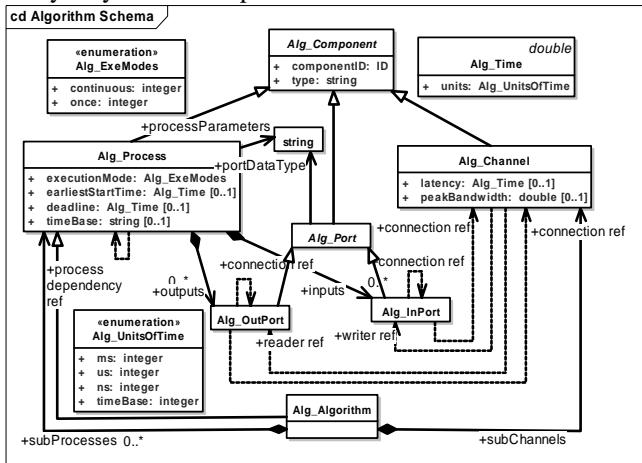 cd Algorithm Schema
Alg_Component
+ componentID: ID
+ type: string
double
Alg_Time
+ units: Alg_UnitsOfTime
«enumeration»
Alg_ExeModes
+ continuous: integer
+ once: integer
+processParameters
string
+portDataType
Alg_Process
+ executionMode: Alg_ExeModes
+ earliestStartTime: Alg_Time [0..1]
+ deadline: Alg_Time [0..1]
+ timeBase: string [0..1]
Alg_Channel
+ latency: Alg_Time [0..1]
+ peakBandwidth: double [0..1]
Alg_Port
+connection ref
+connection ref
+process
dependency
ref
0..*
+outputs
+connection ref
+inputs
0..*
+connection ref
Alg_OutPort
Alg_InPort
+reader ref
+writer ref
«enumeration»
Alg_UnitsOfTime
+ ms: integer
+ us: integer
+ ns: integer
+ timeBase: integer
Alg_Algorithm
+subProcesses 0..*
+subChannels